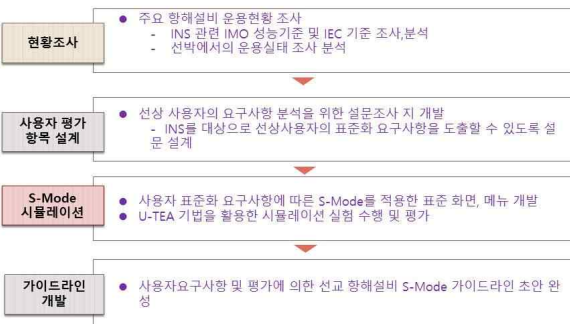 현황조사
● 주요 항해설비 운용현황 조사
- INS 관련 IMO 성능기준 및 IEC 기준 조사,분석
- 선박에서의 운용실태 조사 분석
사용자 평가
항목 설계
● 선상 사용자의 요구사항 분석을 위한 설문조사 지 개발
- INS를 대상으로 선상사용자의 표준화 요구사항을 도출할 수 있도록 설
문 설계
S-Mode
시뮬레이션
● 사용자 표준화 요구사항에 따른 S-Mode를 적용한 표준 화면, 메뉴 개발
● U-TEA 기법을 활용한 시뮬레이션 실험 수행 및 평가
가이드라인
개발
● 사용자요구사항 및 평가에 의한 선교 항해설비 S-Mode 가이드라인 초안 완
성